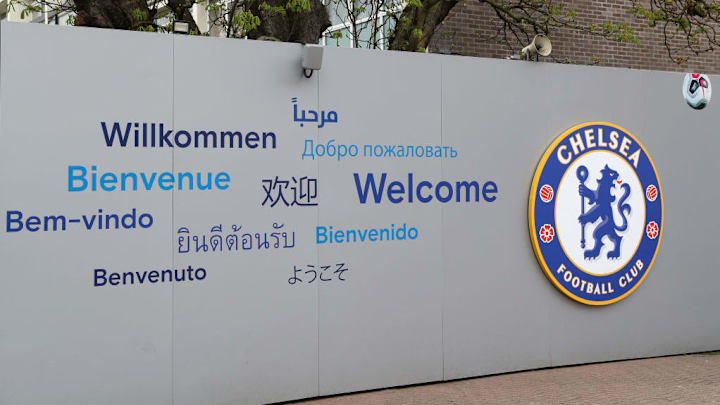 مرحباً
Willkommen
Добро пожаловать
Bienvenue
欢迎
Welcome
Bem-vindo
ยินดีต้อนรับ
Bienvenido
Benvenuto
ようこそ
CHELSEA
FOOTBALL CLUB